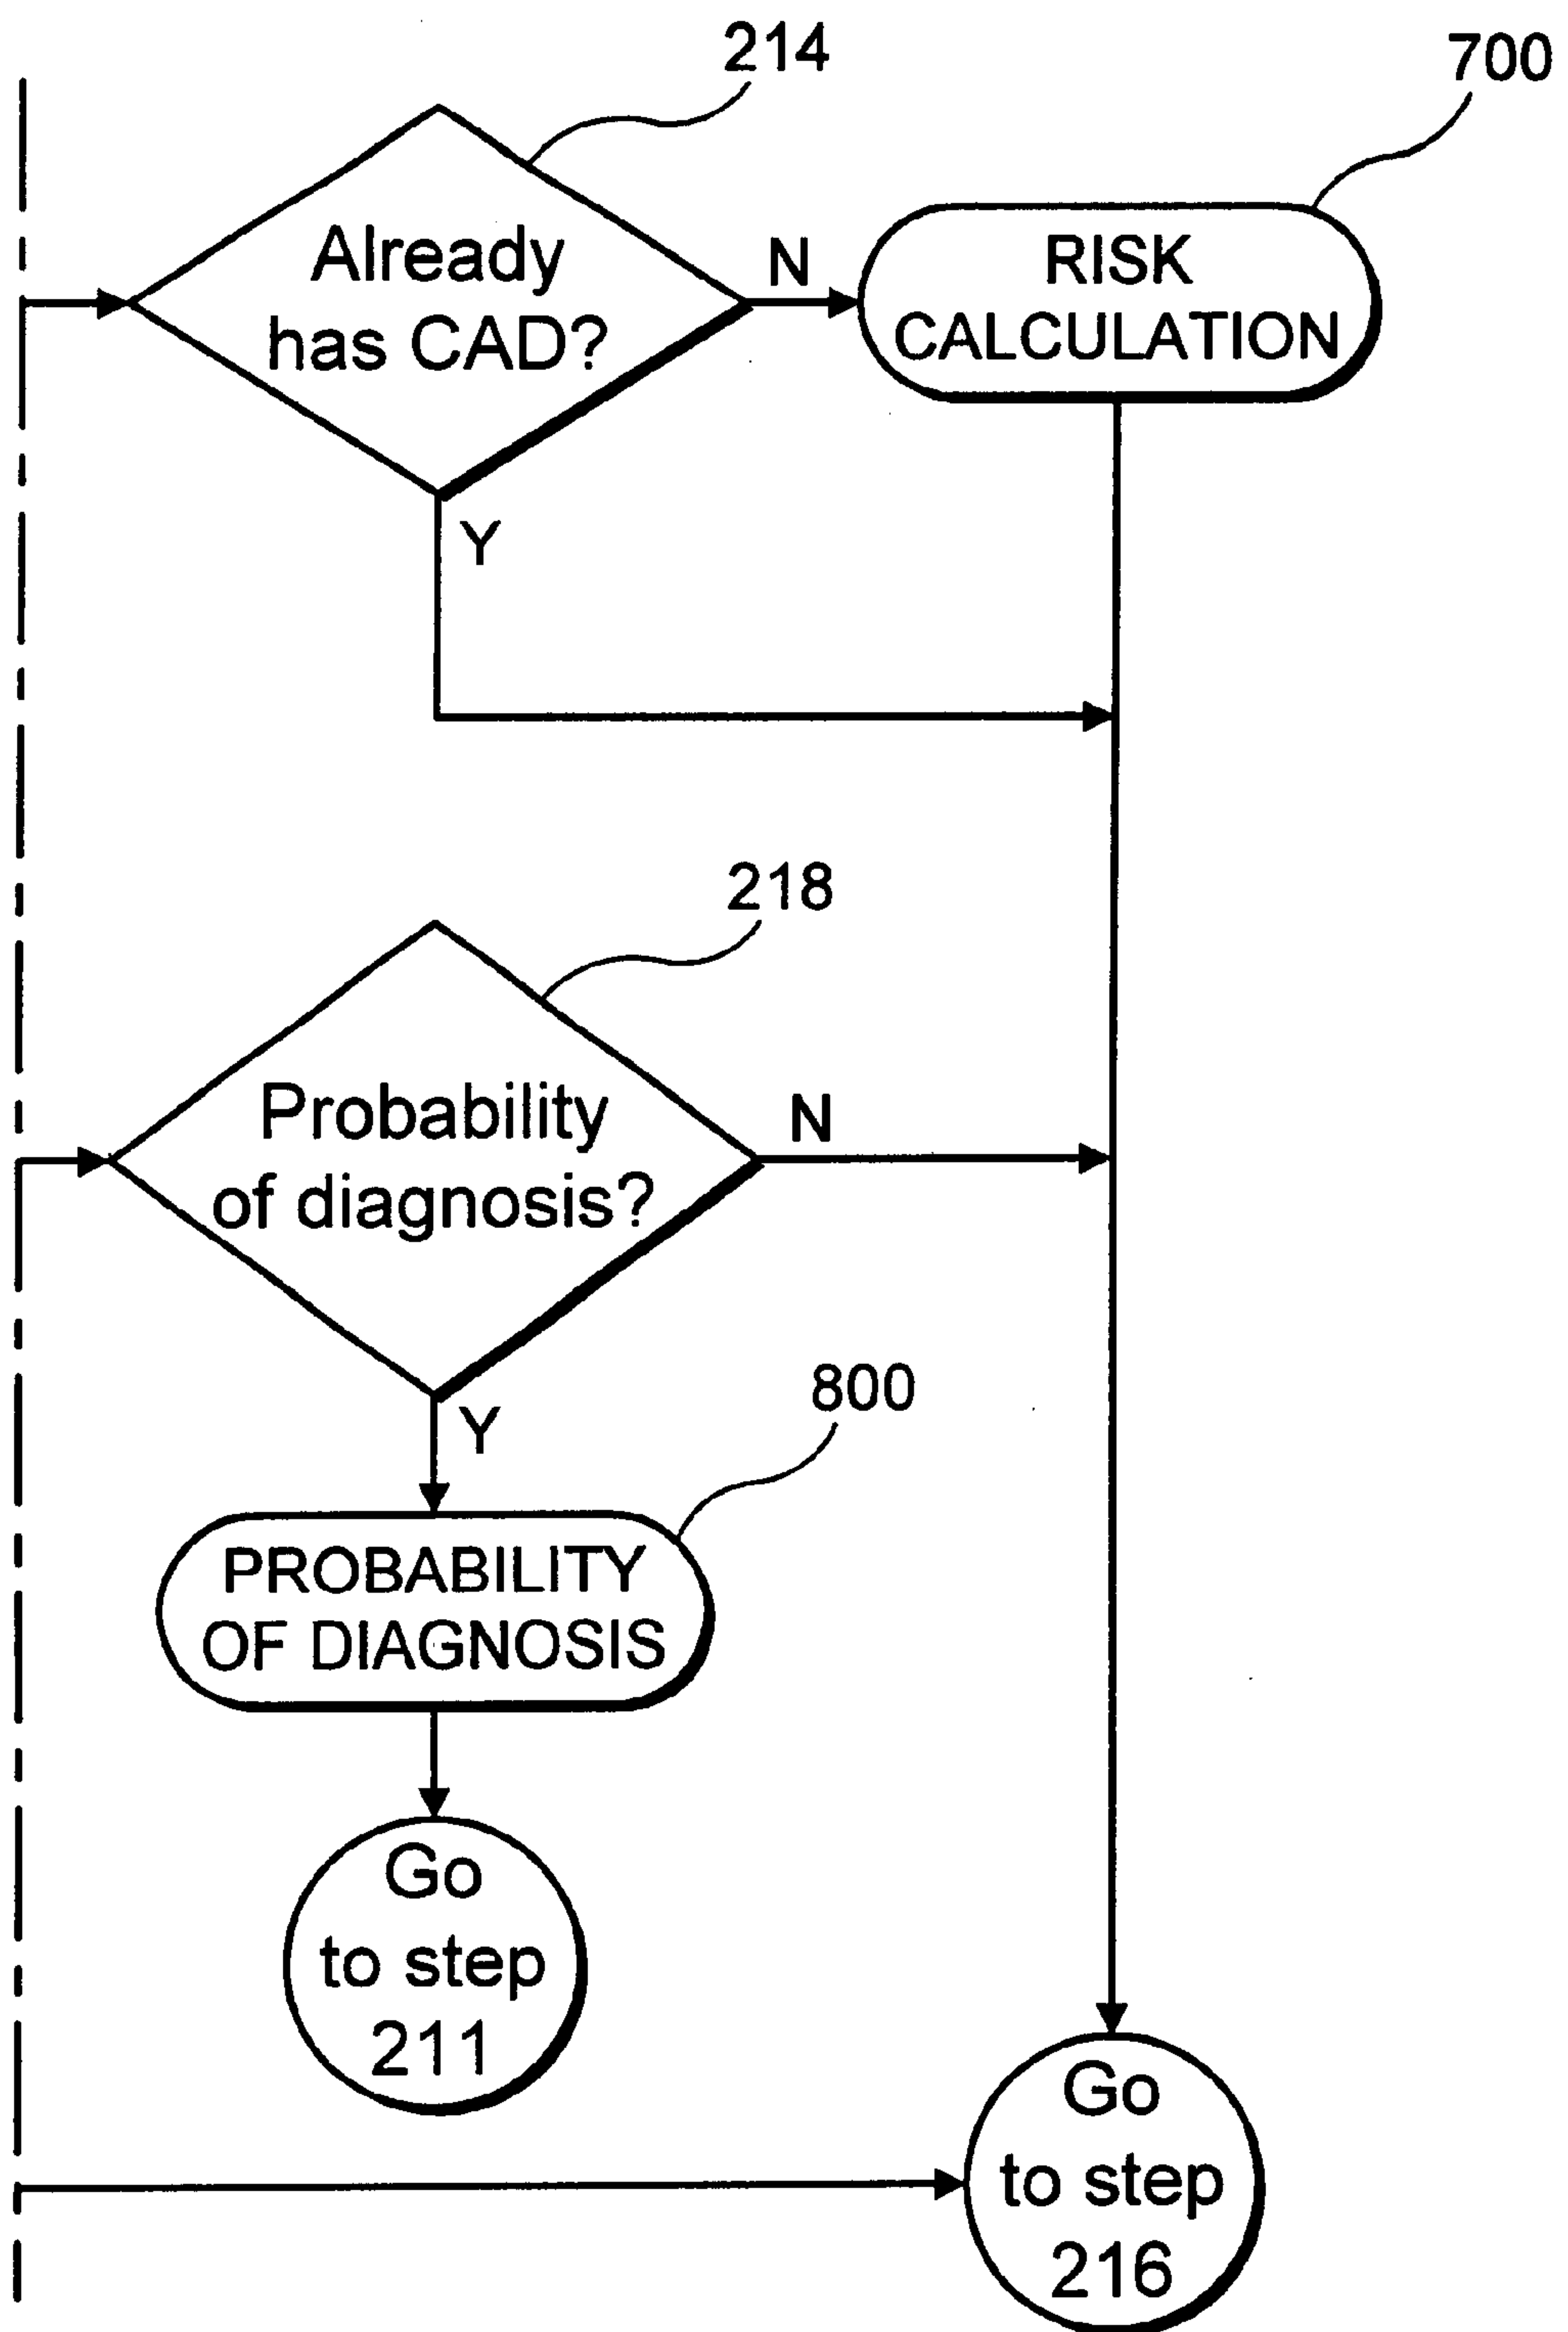 214
700
Already
has CAD?
N
RISK
CALCULATION
Y
218
Probability
of diagnosis?
N
Y
800
PROBABILITY
OF DIAGNOSIS
Go
to step
211
Go
to step
216